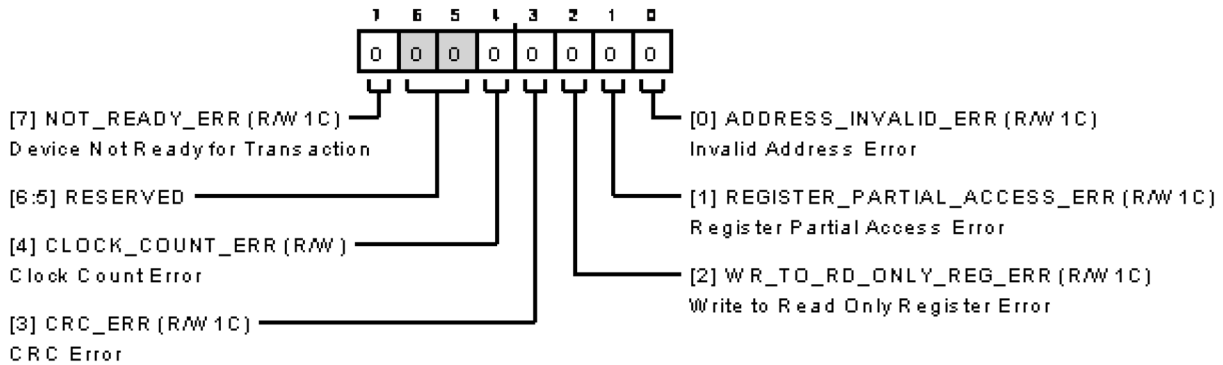 7 6 5 4 3 2 1 0
0 0 0 0 0 0 0 0
[7] NOT_READY_ERR (R/W1C)
Device Not Ready for Transaction
[6:5] RESERVED
[4] CLOCK_COUNT_ERR (R/W)
Clock Count Error
[3] CRC_ERR (R/W1C)
CRC Error
[0] ADDRESS_INVALID_ERR (R/W1C)
Invalid Address Error
[1] REGISTER_PARTIAL_ACCESS_ERR (R/W1C)
Register Partial Access Error
[2] WR_TO_RD_ONLY_REG_ERR (R/W1C)
Write to Read Only Register Error